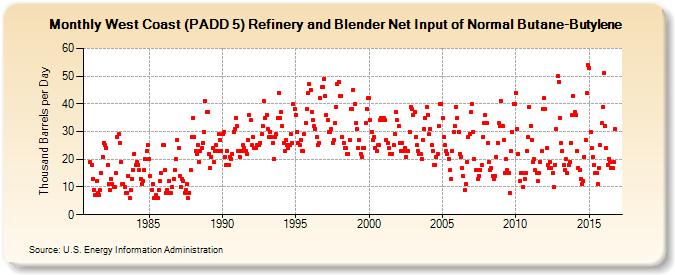 Monthly West Coast (PADD 5) Refinery and Blender Net Input of Normal Butane-Butylene
Thousand Barrels per Day
60
50
40
30
20
10
0
1985 1990 1995 2000 2005 2010 2015
Source: U.S. Energy Information Administration